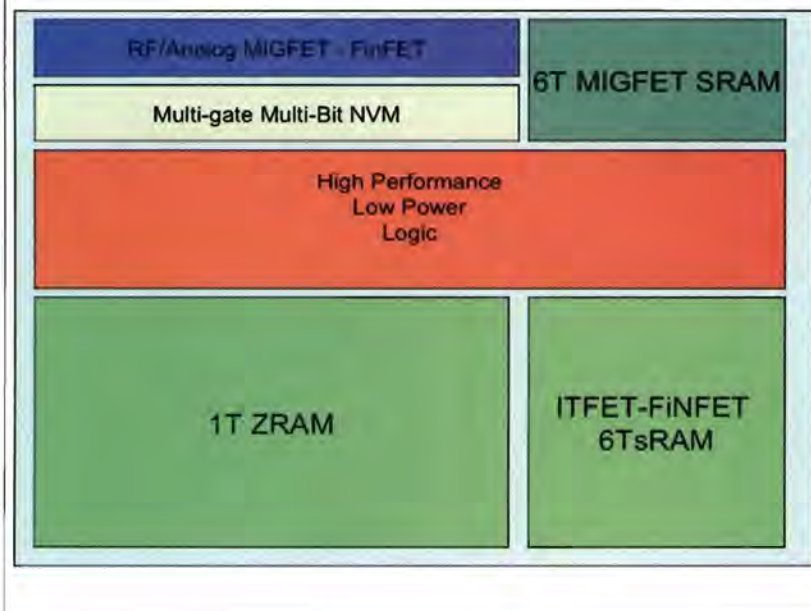 RF/Analog MIGFET - FinFET
6T MIGFET SRAM
Multi-gate Multi-Bit NVM
High Performance
Low Power
Logic
1T ZRAM
ITFET-FiNFET
6TsRAM